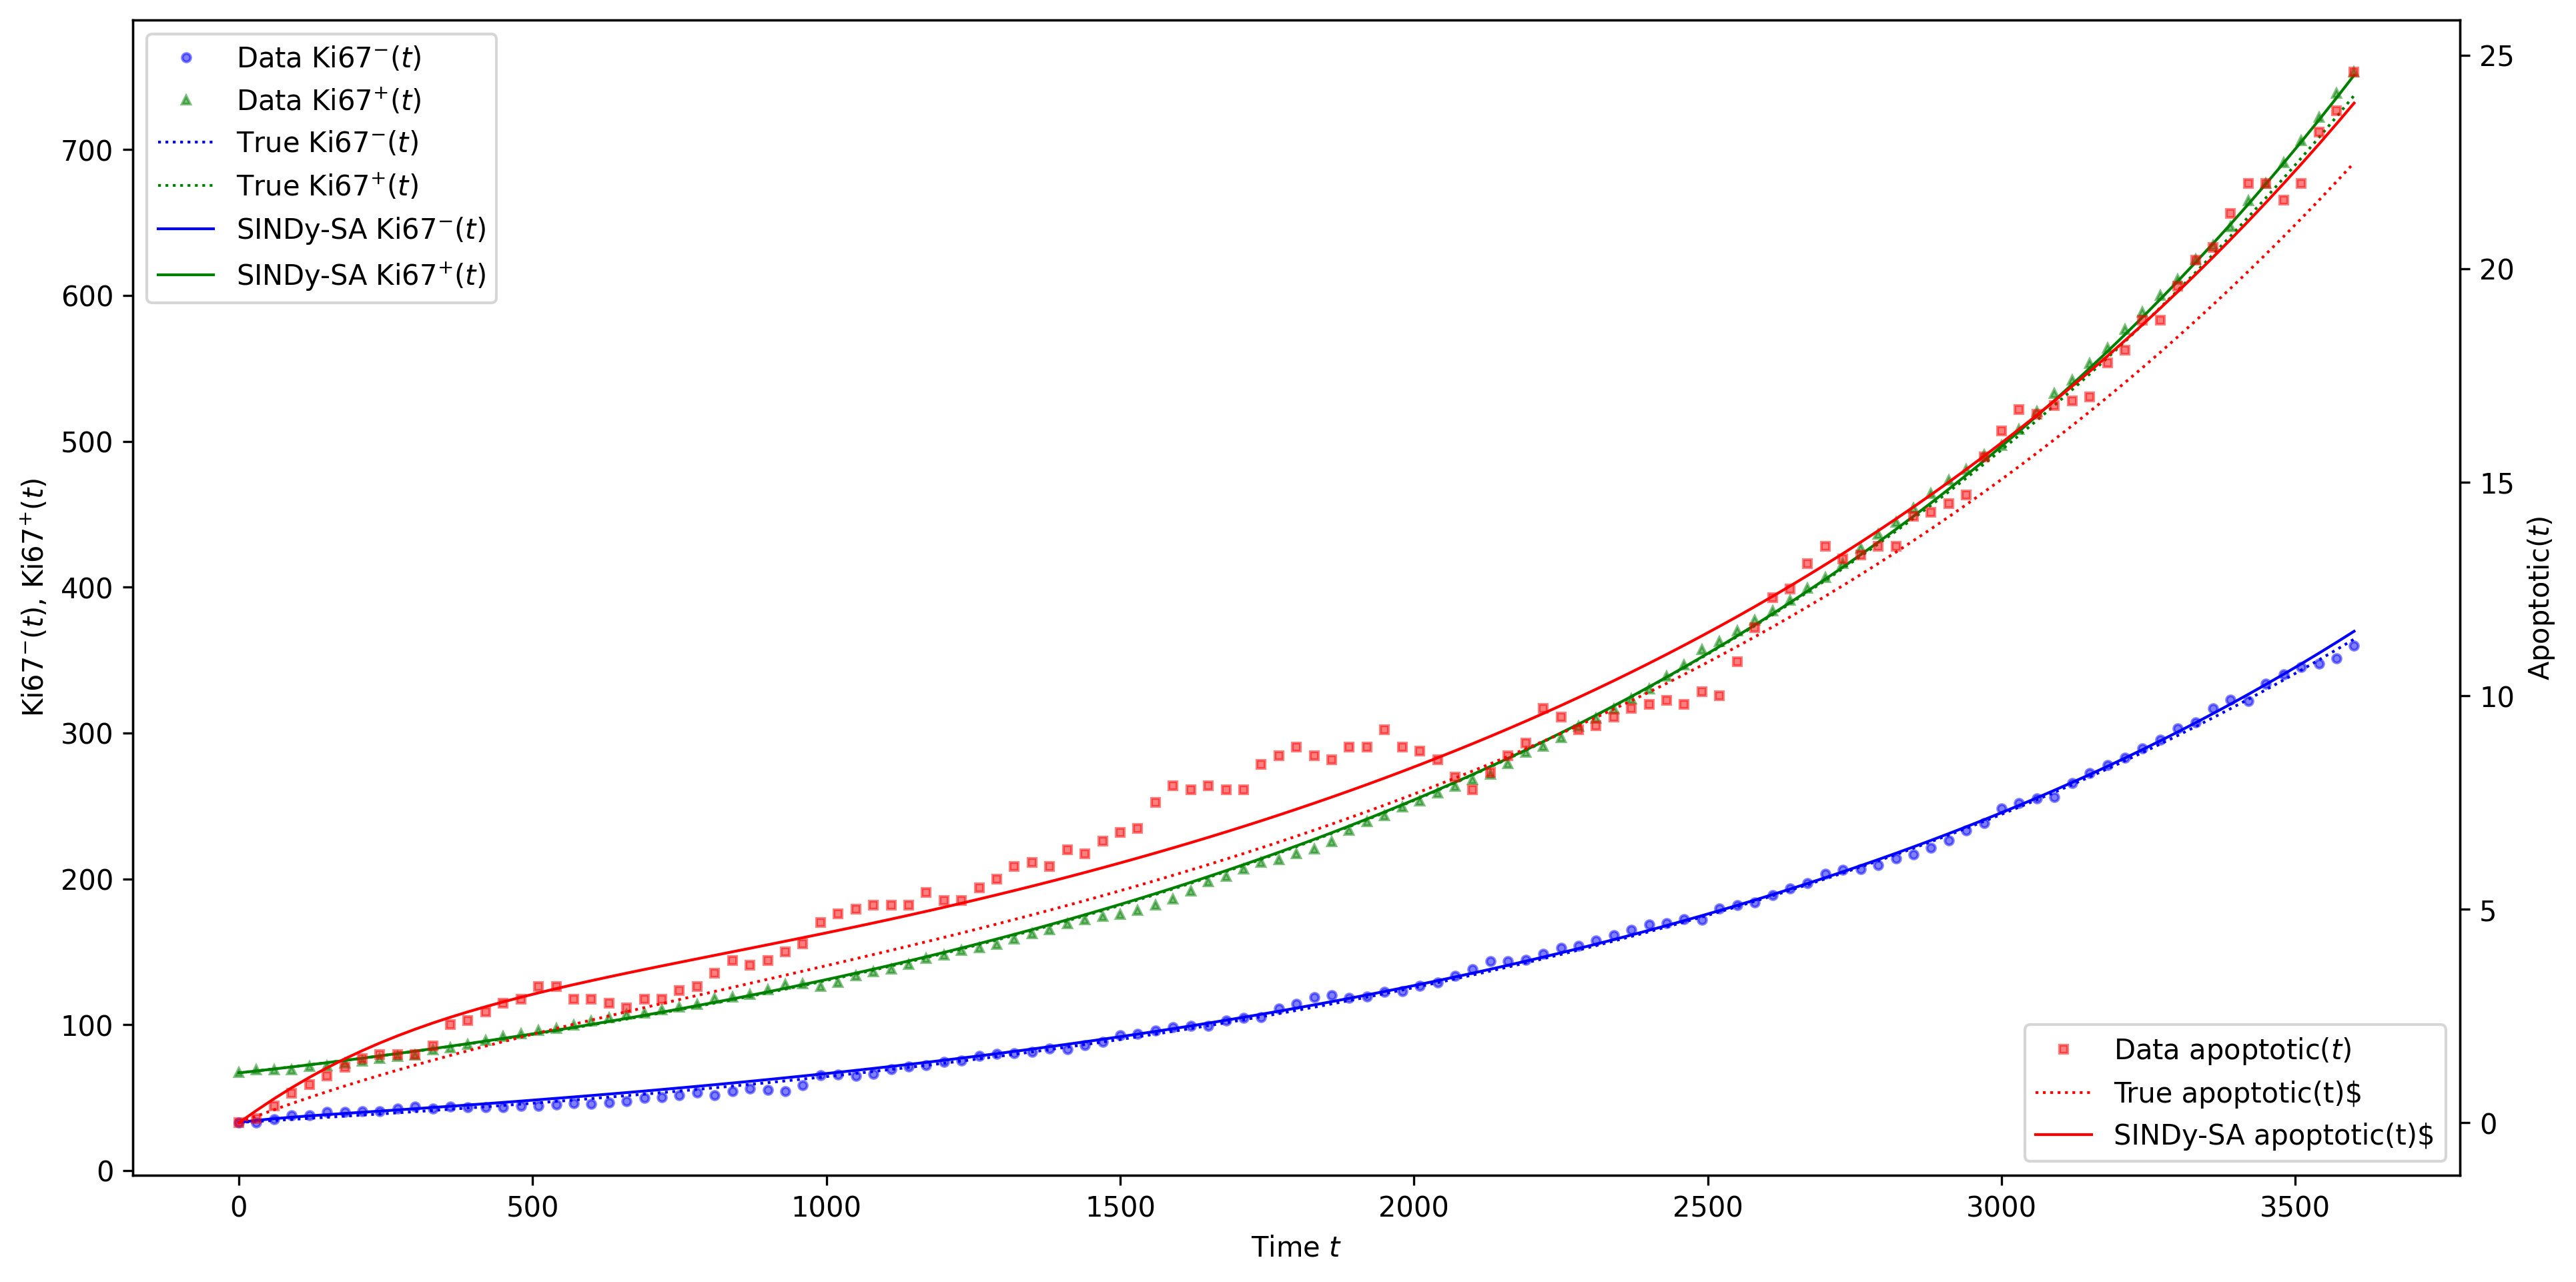 Data Ki67⁻(t)
Data Ki67⁺(t)
True Ki67⁻(t)
True Ki67⁺(t)
SINDy-SA Ki67⁻(t)
SINDy-SA Ki67⁺(t)
700
600
500
400
300
200
100
0
Ki67⁻(t), Ki67⁺(t)
25
20
15
10
5
0
Apoptotic(t)
Data apoptotic(t)
True apoptotic(t)$
SINDy-SA apoptotic(t)$
0 500 1000 1500 2000 2500 3000 3500
Time t